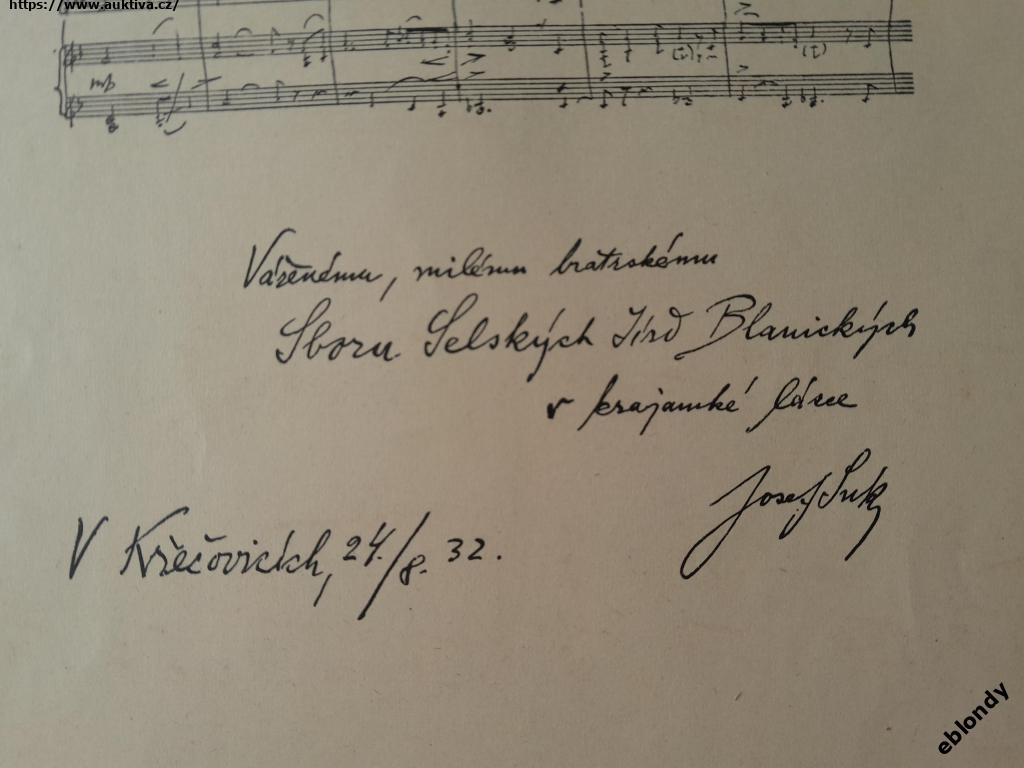 https://www.auktiva.cz/
mp
Váženému, milému bratrskému
Sboru Selských Jízd Blanických
v krajanské lásce
Josef Suk
V Křečovicích, 24./8. 32.
eblondy